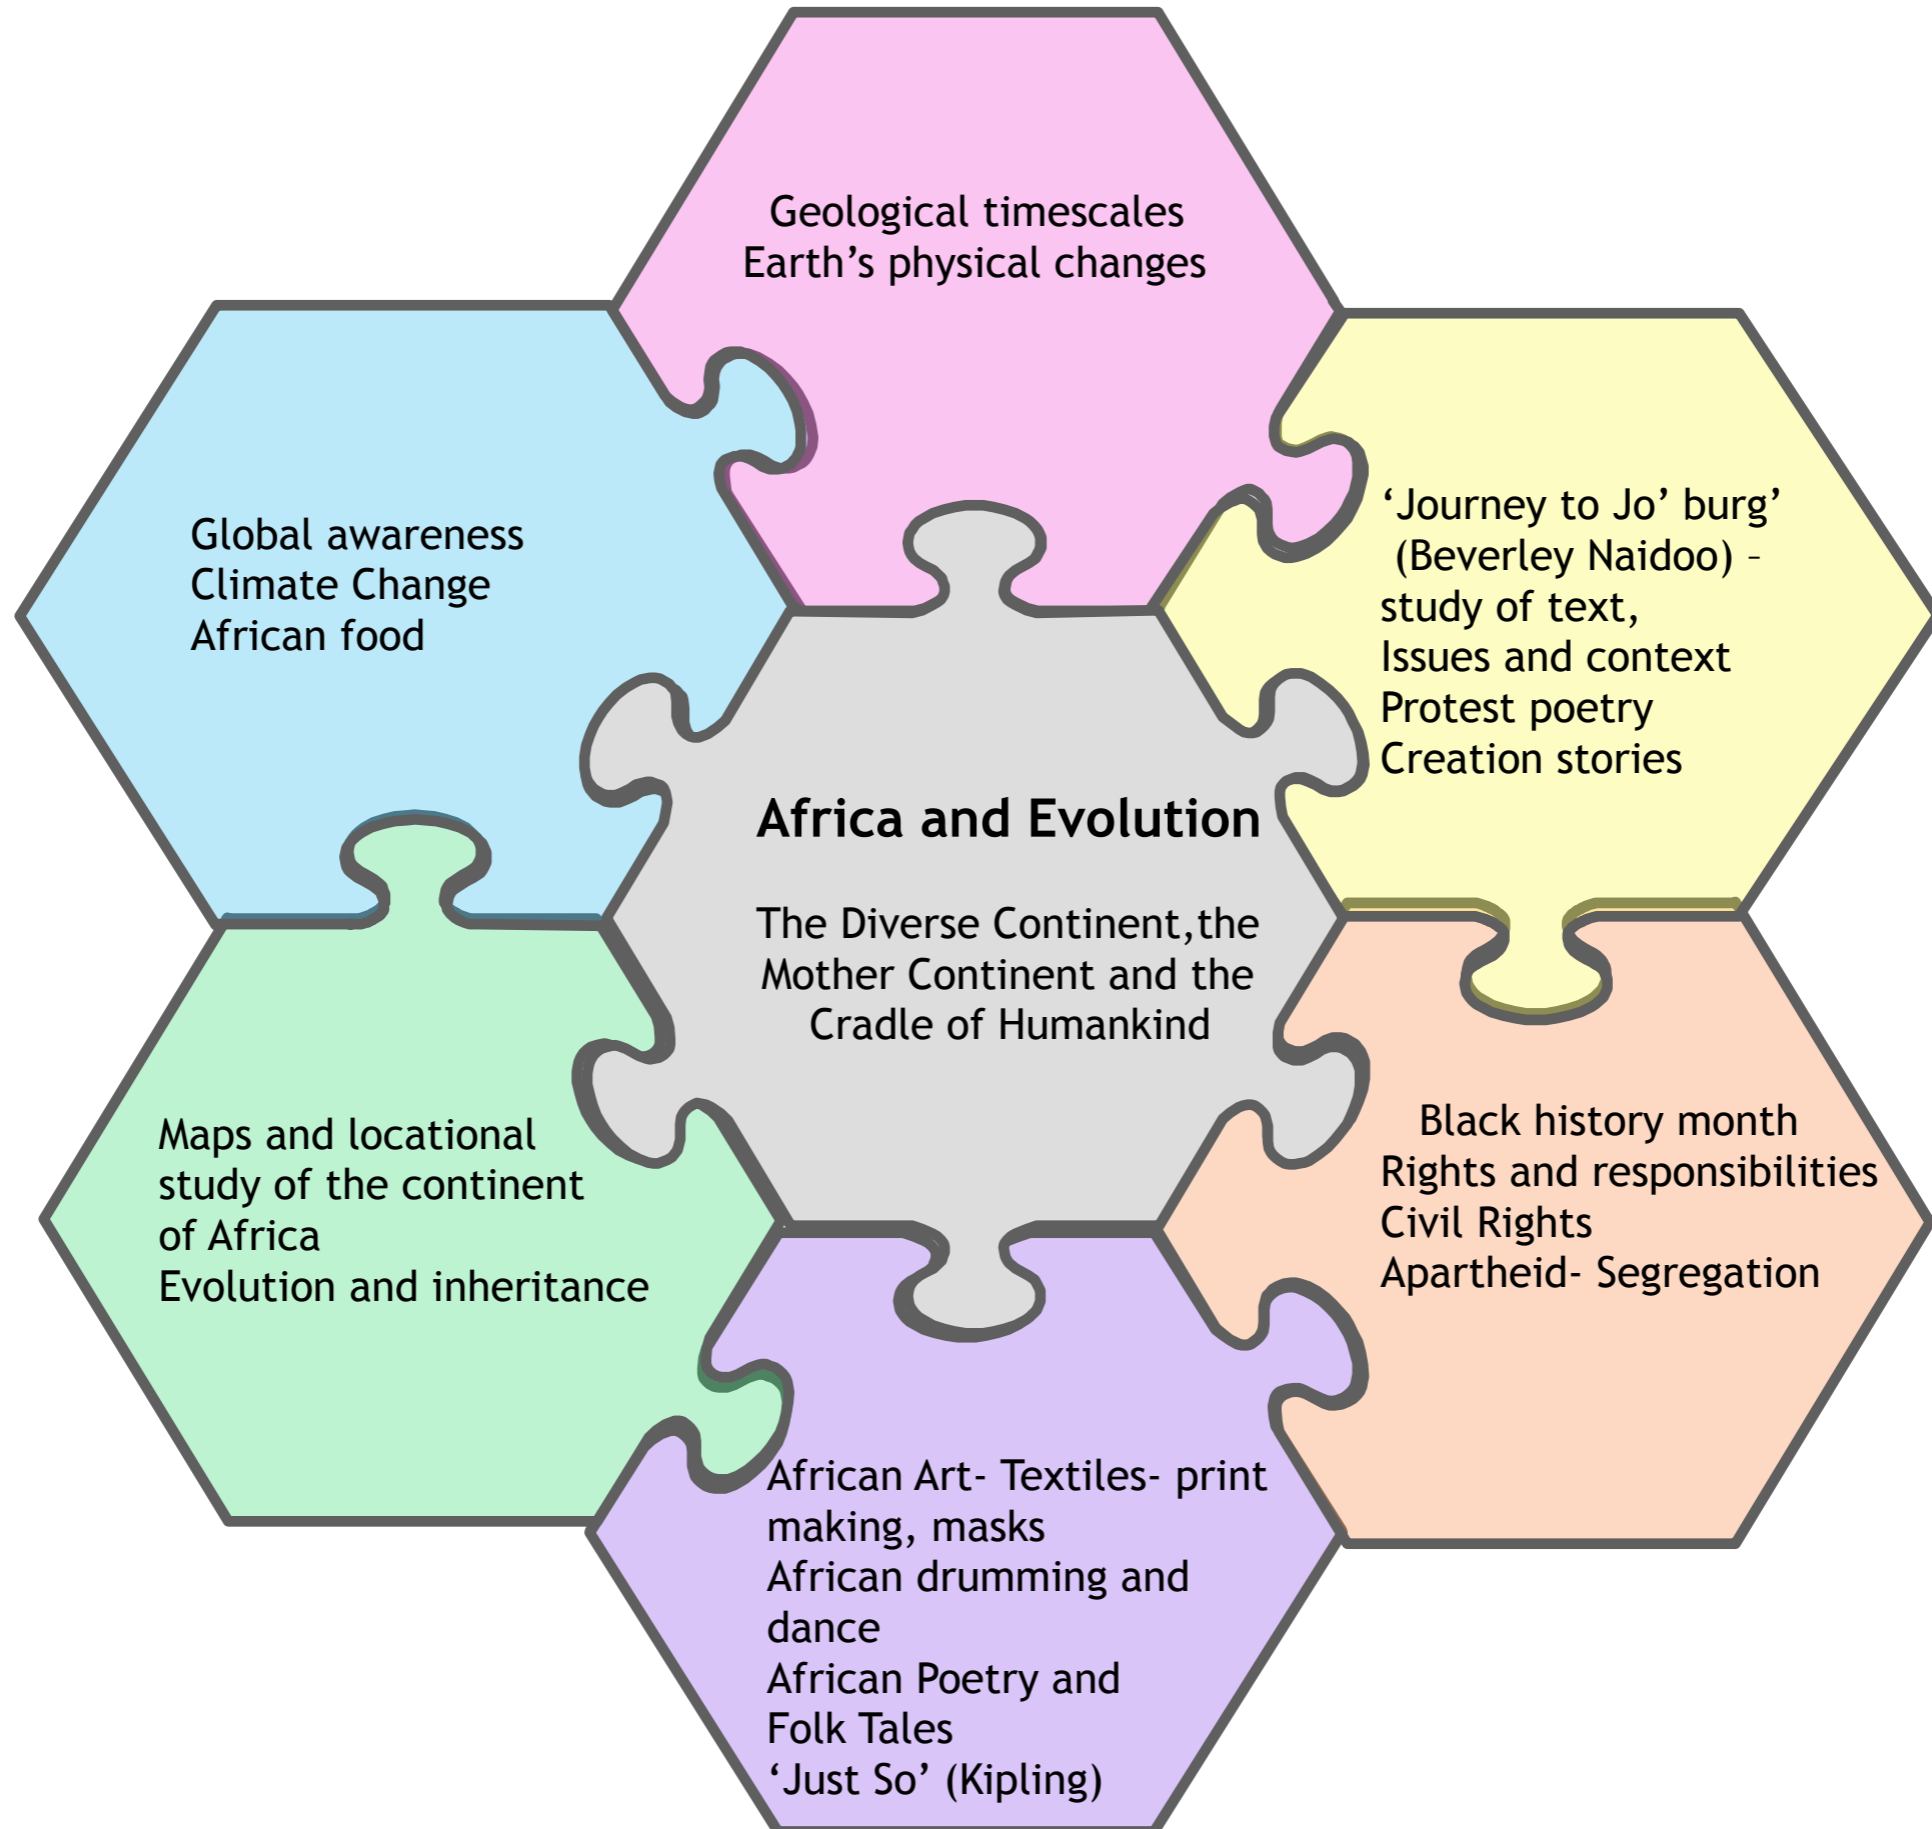 Geological timescales
Earth’s physical changes
Global awareness
Climate Change
African food
‘Journey to Jo’ burg’
(Beverley Naidoo) –
study of text,
Issues and context
Protest poetry
Creation stories
Africa and Evolution
The Diverse Continent,the
Mother Continent and the
Cradle of Humankind
Maps and locational
study of the continent
of Africa
Evolution and inheritance
Black history month
Rights and responsibilities
Civil Rights
Apartheid- Segregation
African Art- Textiles- print
making, masks
African drumming and
dance
African Poetry and
Folk Tales
‘Just So’ (Kipling)